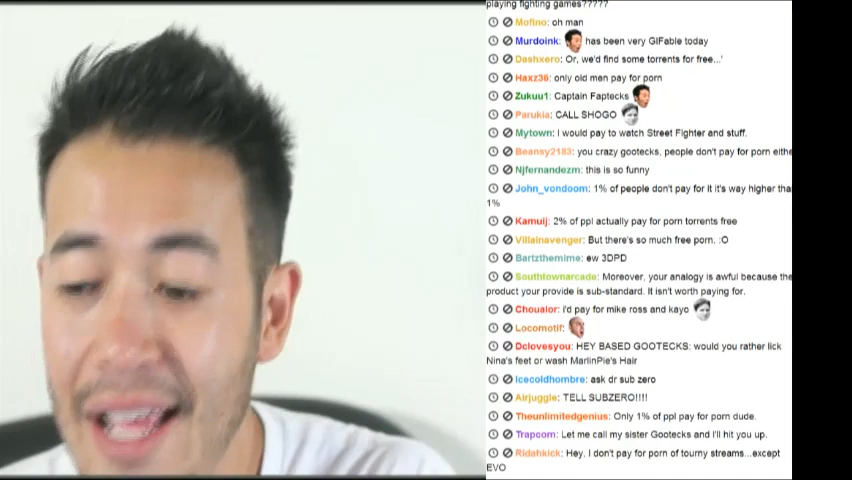 playing fighting games?????
Mofino: oh man
Murdoink: has been very GIFable today
Dashxero: Or, we'd find some torrents for free...'
Haxz36: only old men pay for porn
Zukuu1: Captain Faptecks
Parukia: CALL SHOGO
Mytown: I would pay to watch Street Fighter and stuff.
Beansy2183: you crazy gootecks, people don't pay for porn eithe
Njfernandezm: this is so funny
John_vondoom: 1% of people don't pay for it it's way higher tha
1%
Kamuij: 2% of ppl actually pay for porn torrents free
Villainavenger: But there's so much free porn. :O
Bartzthemime: ew 3DPD
Southtownarcade: Moreover, your analogy is awful because the
product your provide is sub-standard. It isn't worth paying for.
Choualor: i'd pay for mike ross and kayo
Locomotif:
Dclovesyou: HEY BASED GOOTECKS: would you rather lick
Nina's feet or wash MarlinPie's Hair
Icecoldhombre: ask dr sub zero
Airjuggle: TELL SUBZERO!!!!
Theunlimitedgenius: Only 1% of ppl pay for porn dude.
Trapcom: Let me call my sister Gootecks and I'll hit you up.
Ridahkick: Hey, I don't pay for porn of tourny streams...except
EVO